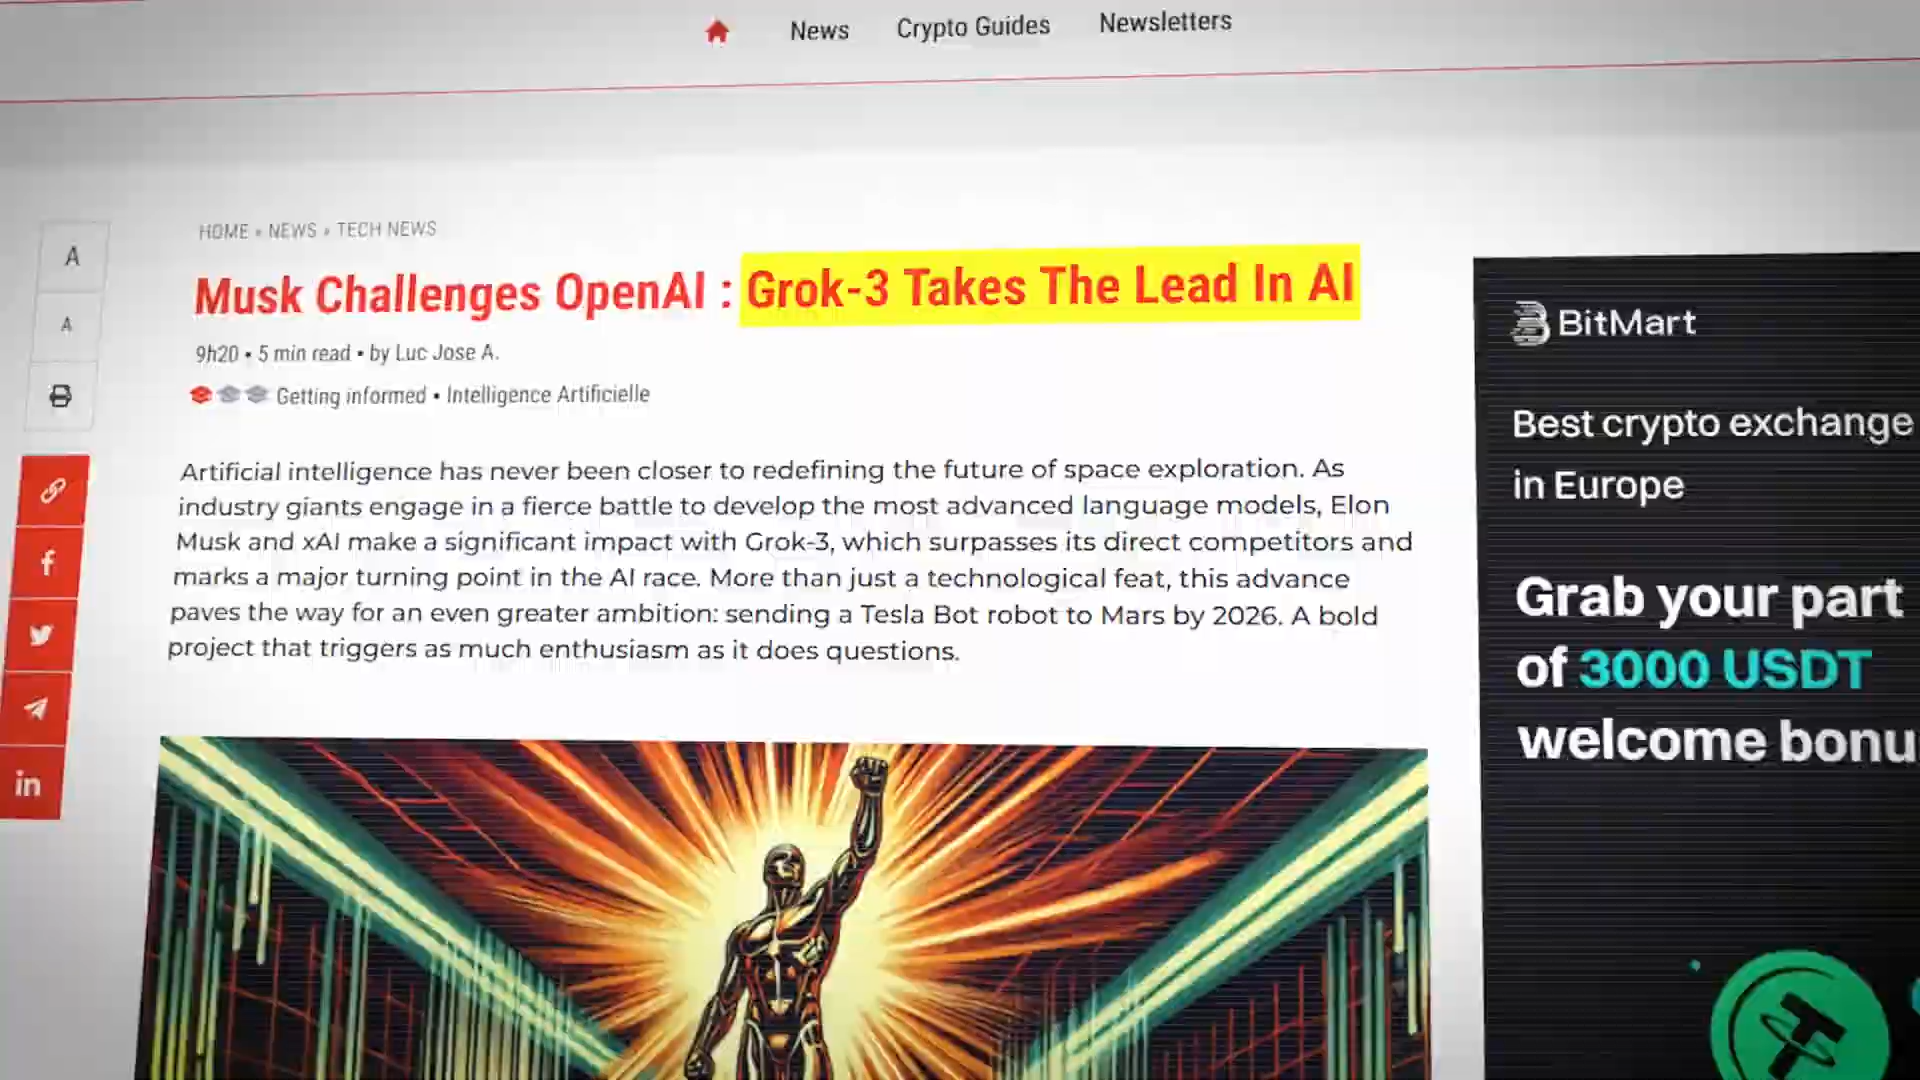 News
Crypto Guides
Newsletters
HOME » NEWS » TECH NEWS
Musk Challenges OpenAI : Grok-3 Takes The Lead In AI
9h20 • 5 min read • by Luc Jose A.
Getting informed • Intelligence Artificielle
A
A
Artificial intelligence has never been closer to redefining the future of space exploration. As
industry giants engage in a fierce battle to develop the most advanced language models, Elon
Musk and xAI make a significant impact with Grok-3, which surpasses its direct competitors and
marks a major turning point in the AI race. More than just a technological feat, this advance
paves the way for an even greater ambition: sending a Tesla Bot robot to Mars by 2026. A bold
project that triggers as much enthusiasm as it does questions.
f
in
BitMart
Best crypto exchange
in Europe
Grab your part
of 3000 USDT
welcome bonu